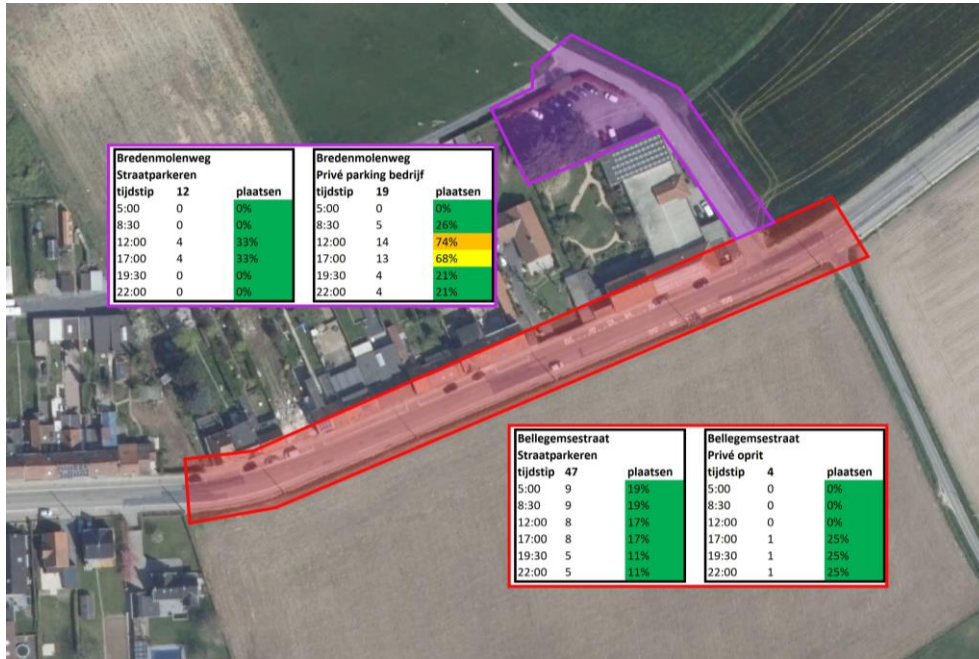 Bredenmolenweg
Straatparkeren
tijdstip 12 plaatsen
5:00 0 0%
8:30 0 0%
12:00 4 33%
17:00 4 33%
19:30 0 0%
22:00 0 0%
Bredenmolenweg
Privé parking bedrijf
tijdstip 19 plaatsen
5:00 0 0%
8:30 5 26%
12:00 14 74%
17:00 13 68%
19:30 4 21%
22:00 4 21%
Bellegemsestraat
Straatparkeren
tijdstip 47 plaatsen
5:00 9 19%
8:30 9 19%
12:00 8 17%
17:00 8 17%
19:30 5 11%
22:00 5 11%
Bellegemsestraat
Privé oprit
tijdstip 4 plaatsen
5:00 0 0%
8:30 0 0%
12:00 0 0%
17:00 1 25%
19:30 1 25%
22:00 1 25%